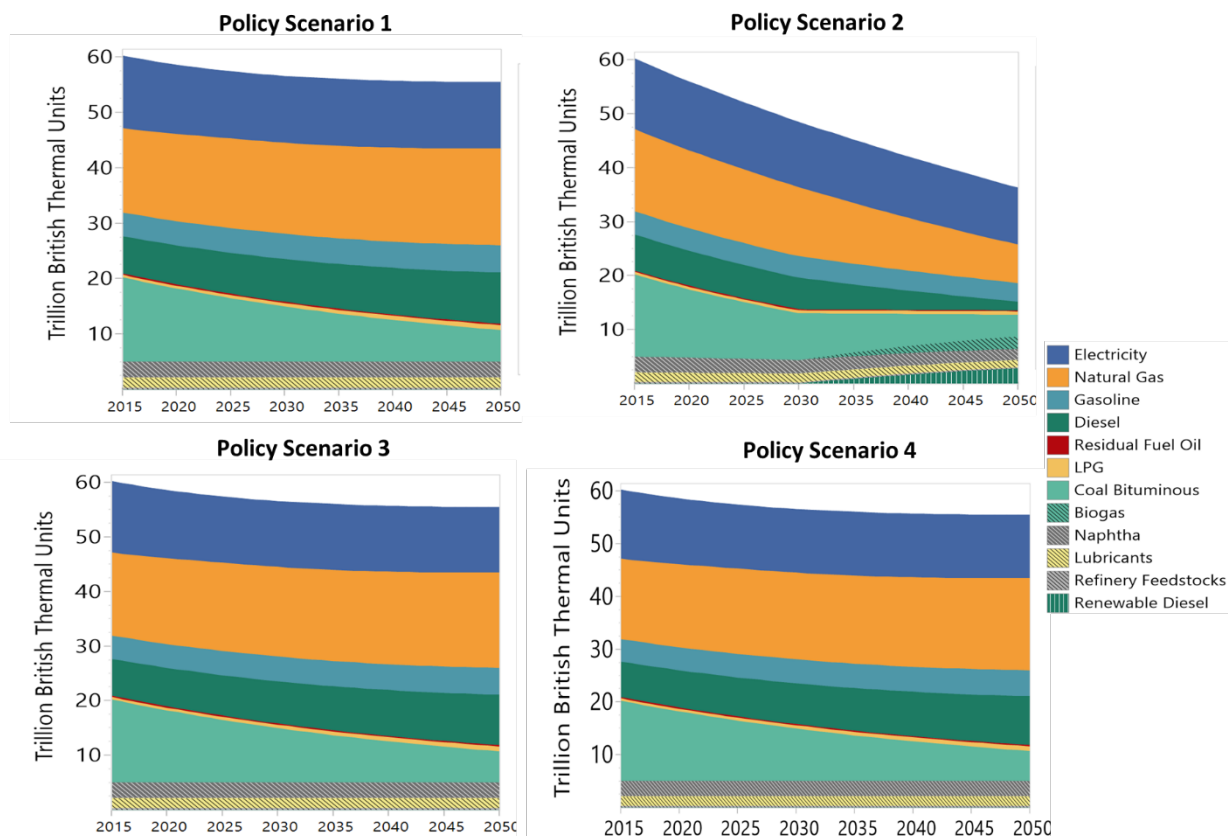 Policy Scenario 1
Trillion British Thermal Units
60
50
40
30
20
10
2015 2020 2025 2030 2035 2040 2045 2050
Policy Scenario 2
Trillion British Thermal Units
60
50
40
30
20
10
2015 2020 2025 2030 2035 2040 2045 2050
Electricity
Natural Gas
Gasoline
Diesel
Residual Fuel Oil
LPG
Coal Bituminous
Biogas
Naphtha
Lubricants
Refinery Feedstocks
Renewable Diesel
Policy Scenario 3
Trillion British Thermal Units
60
50
40
30
20
10
2015 2020 2025 2030 2035 2040 2045 2050
Policy Scenario 4
Trillion British Thermal Units
60
50
40
30
20
10
2015 2020 2025 2030 2035 2040 2045 2050